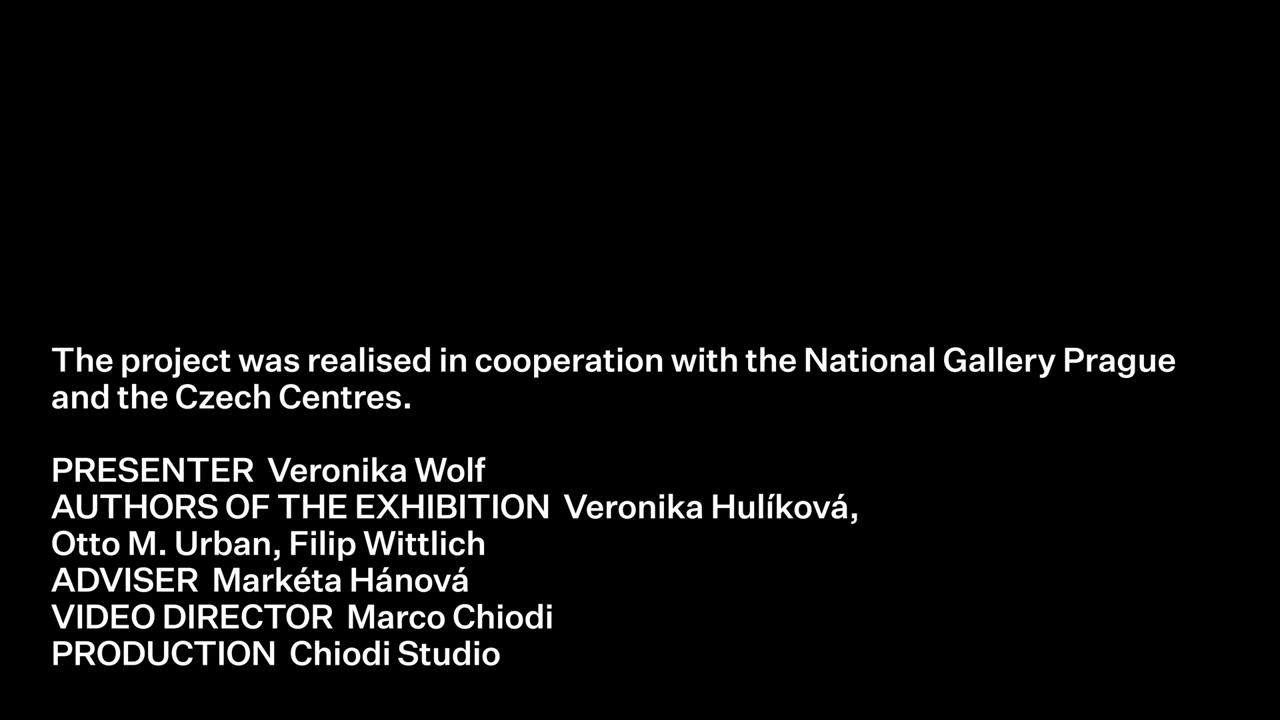 The project was realised in cooperation with the National Gallery Prague
and the Czech Centres.
PRESENTER Veronika Wolf
AUTHORS OF THE EXHIBITION Veronika Hulíková,
Otto M. Urban, Filip Wittlich
ADVISER Markéta Hánová
VIDEO DIRECTOR Marco Chiodi
PRODUCTION Chiodi Studio